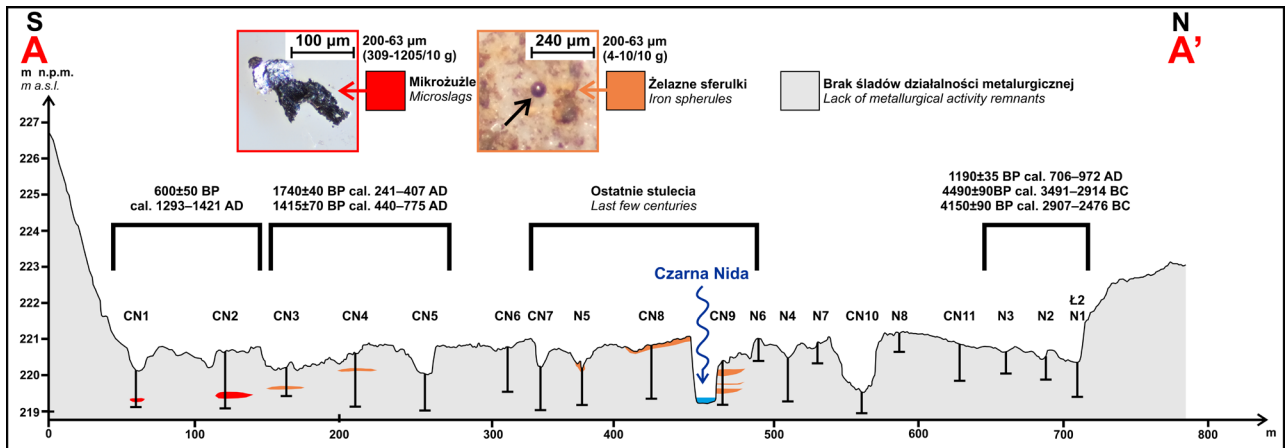 S
A
m n.p.m.
m a.s.l.
100 µm
200-63 µm
(309-1205/10 g)
Mikrożużle
Microslags
240 µm
200-63 µm
(4-10/10 g)
Żelazne sferulki
Iron spherules
Brak śladów działalności metalurgicznej
Lack of metallurgical activity remnants
N
A’
227
226
225
224
223
222
221
220
219
600±50 BP
cal. 1293–1421 AD
1740±40 BP cal. 241–407 AD
1415±70 BP cal. 440–775 AD
Ostatnie stulecia
Last few centuries
1190±35 BP cal. 706–972 AD
4490±90BP cal. 3491–2914 BC
4150±90 BP cal. 2907–2476 BC
Czarna Nida
CN1 CN2 CN3 CN4 CN5 CN6 CN7 N5 CN8 CN9 N6 N4 N7 CN10 N8 CN11 N3 N2 Ł2
N1
0 100 200 300 400 500 600 700 800 m